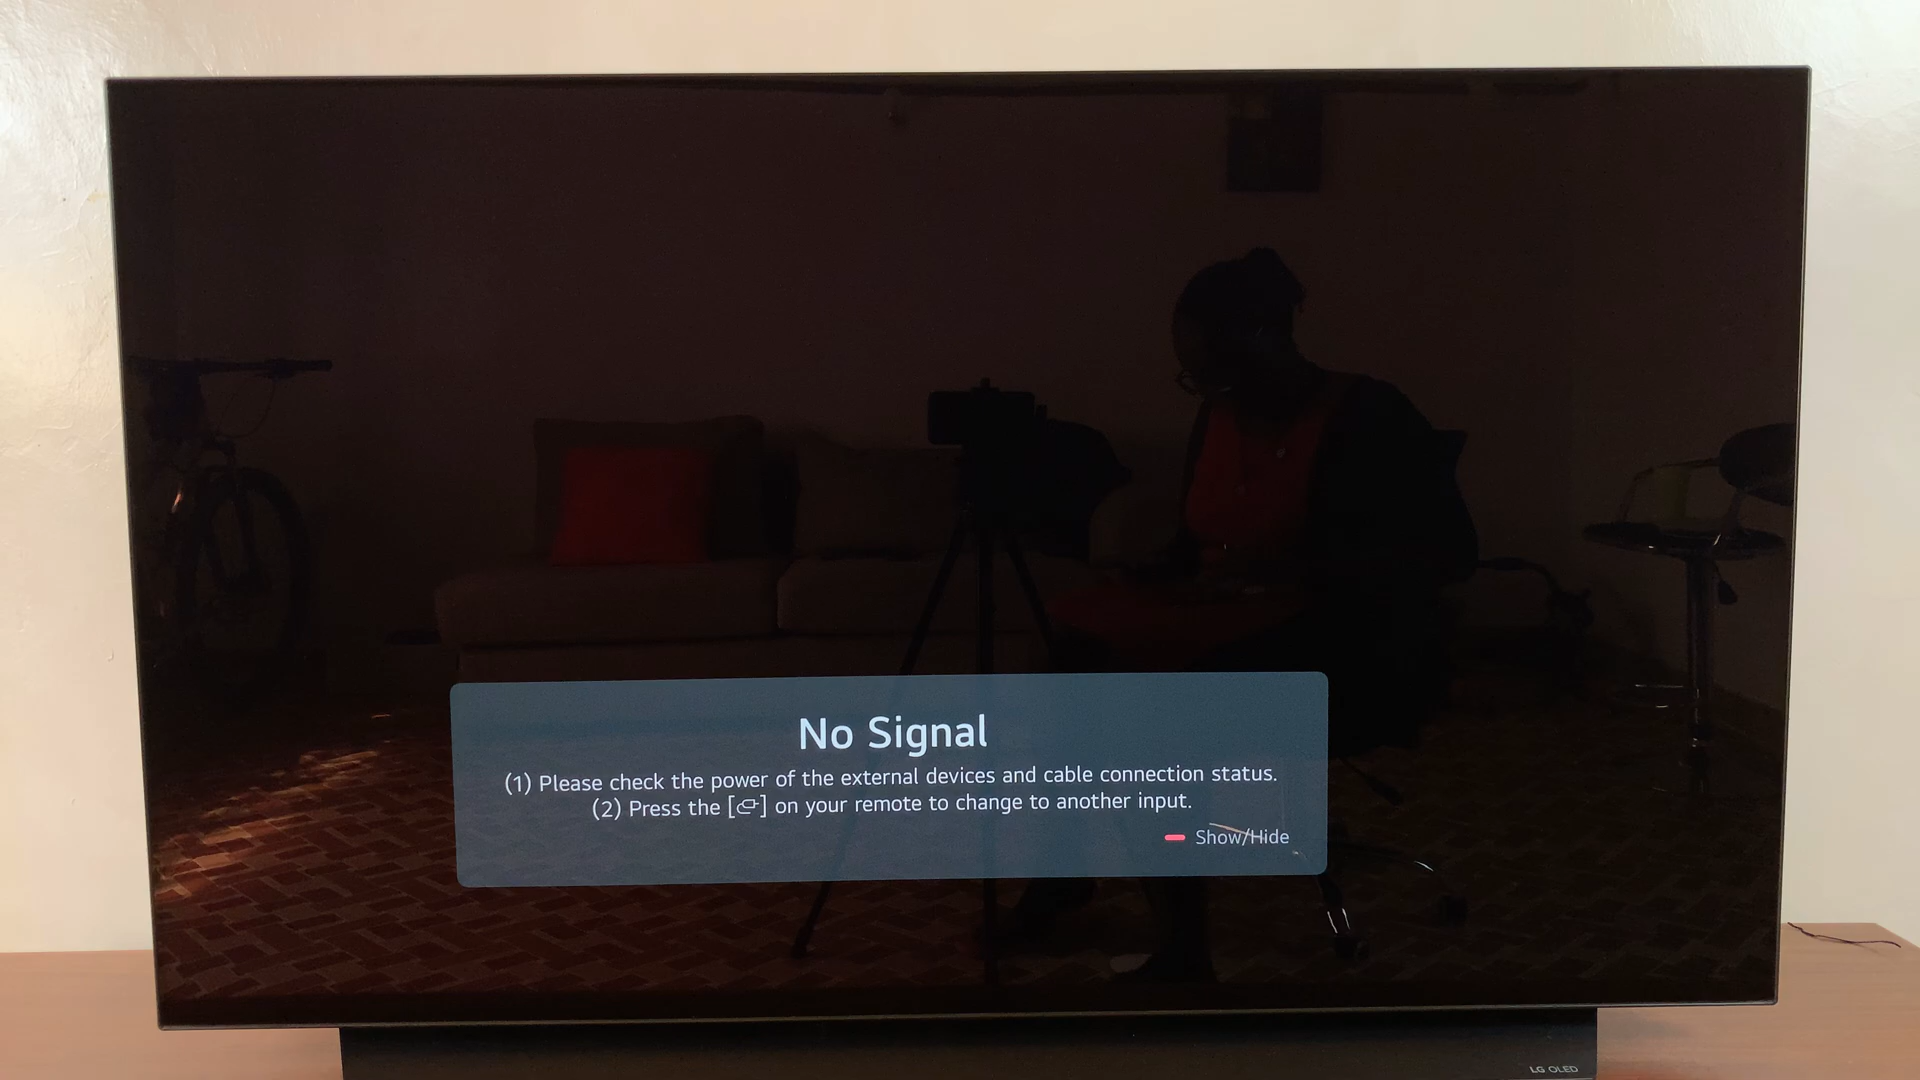 No Signal
(1) Please check the power of the external devices and cable connection status.
(2) Press the [] on your remote to change to another input.
Show/Hide
LG OLED